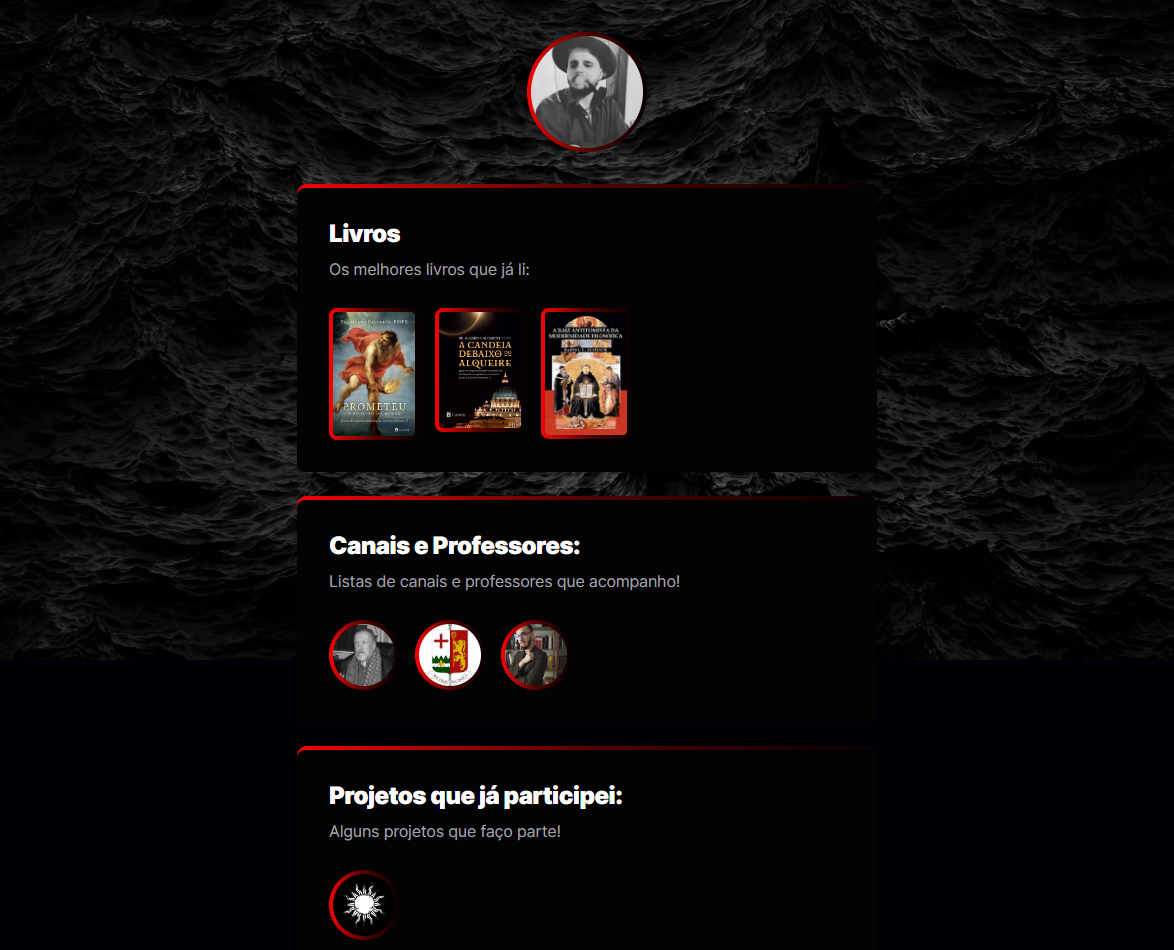 Livros
Os melhores livros que já li:
PROMETEU
A CANDEIA
DEBAIXO DO
ALQUEIRE
A RAIZ ANTITOMISTA DA
MODERNIDADE FILOSÓFICA
Canais e Professores:
Listas de canais e professores que acompanho!
Projetos que já participei:
Alguns projetos que faço parte!